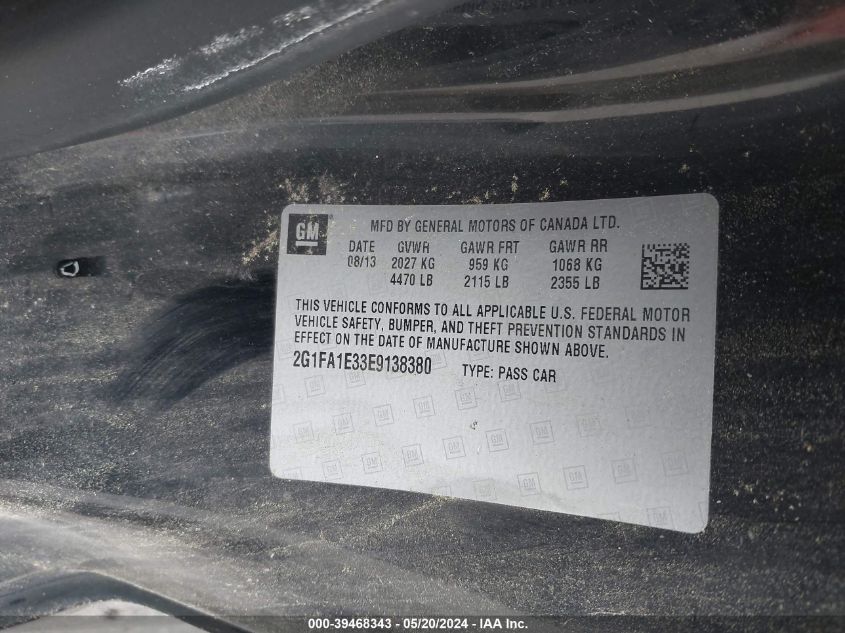 GM
MFD BY GENERAL MOTORS OF CANADA LTD.
DATE GVWR GAWR FRT GAWR RR
08/13 2027 KG 959 KG 1068 KG
4470 LB 2115 LB 2355 LB
THIS VEHICLE CONFORMS TO ALL APPLICABLE U.S. FEDERAL MOTOR
VEHICLE SAFETY, BUMPER, AND THEFT PREVENTION STANDARDS IN
EFFECT ON THE DATE OF MANUFACTURE SHOWN ABOVE.
2G1FA1E33E9138380 TYPE: PASS CAR
000-39468343 - 05/20/2024 - IAA Inc.